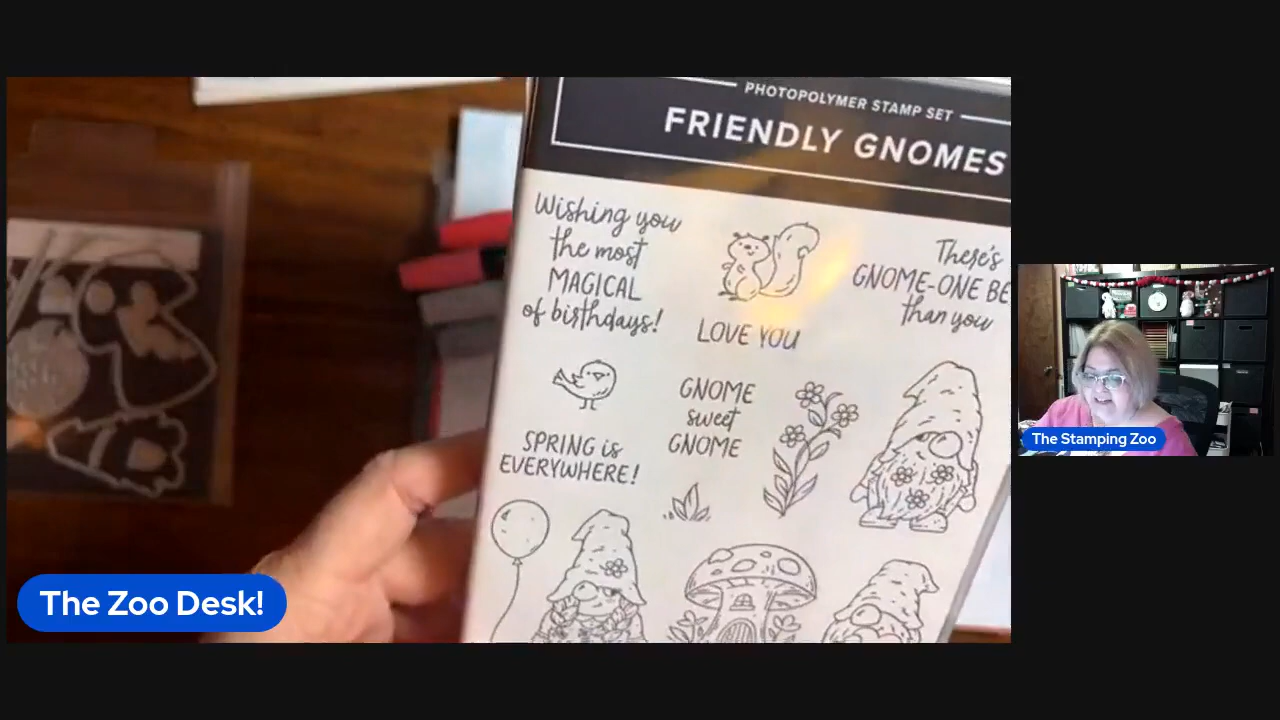 PHOTOPOLYMER STAMP SET
FRIENDLY GNOMES
Wishing you
the most
MAGICAL
of birthdays!
LOVE YOU
There's
GNOME-ONE BE
than you
SPRING is
EVERYWHERE!
GNOME
sweet
GNOME
The Zoo Desk!
The Stamping Zoo